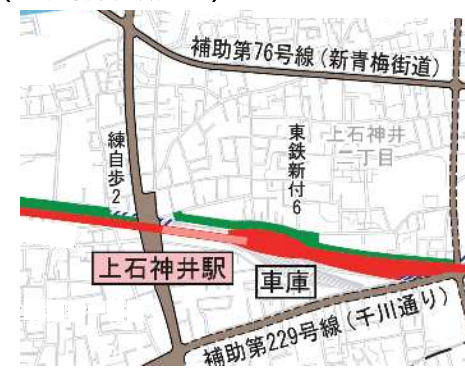 補助第76号線(新青梅街道)
練自歩2
東鉄新付6
上石神井
二丁目
上石神井駅
車庫
補助第229号線(千川通り)